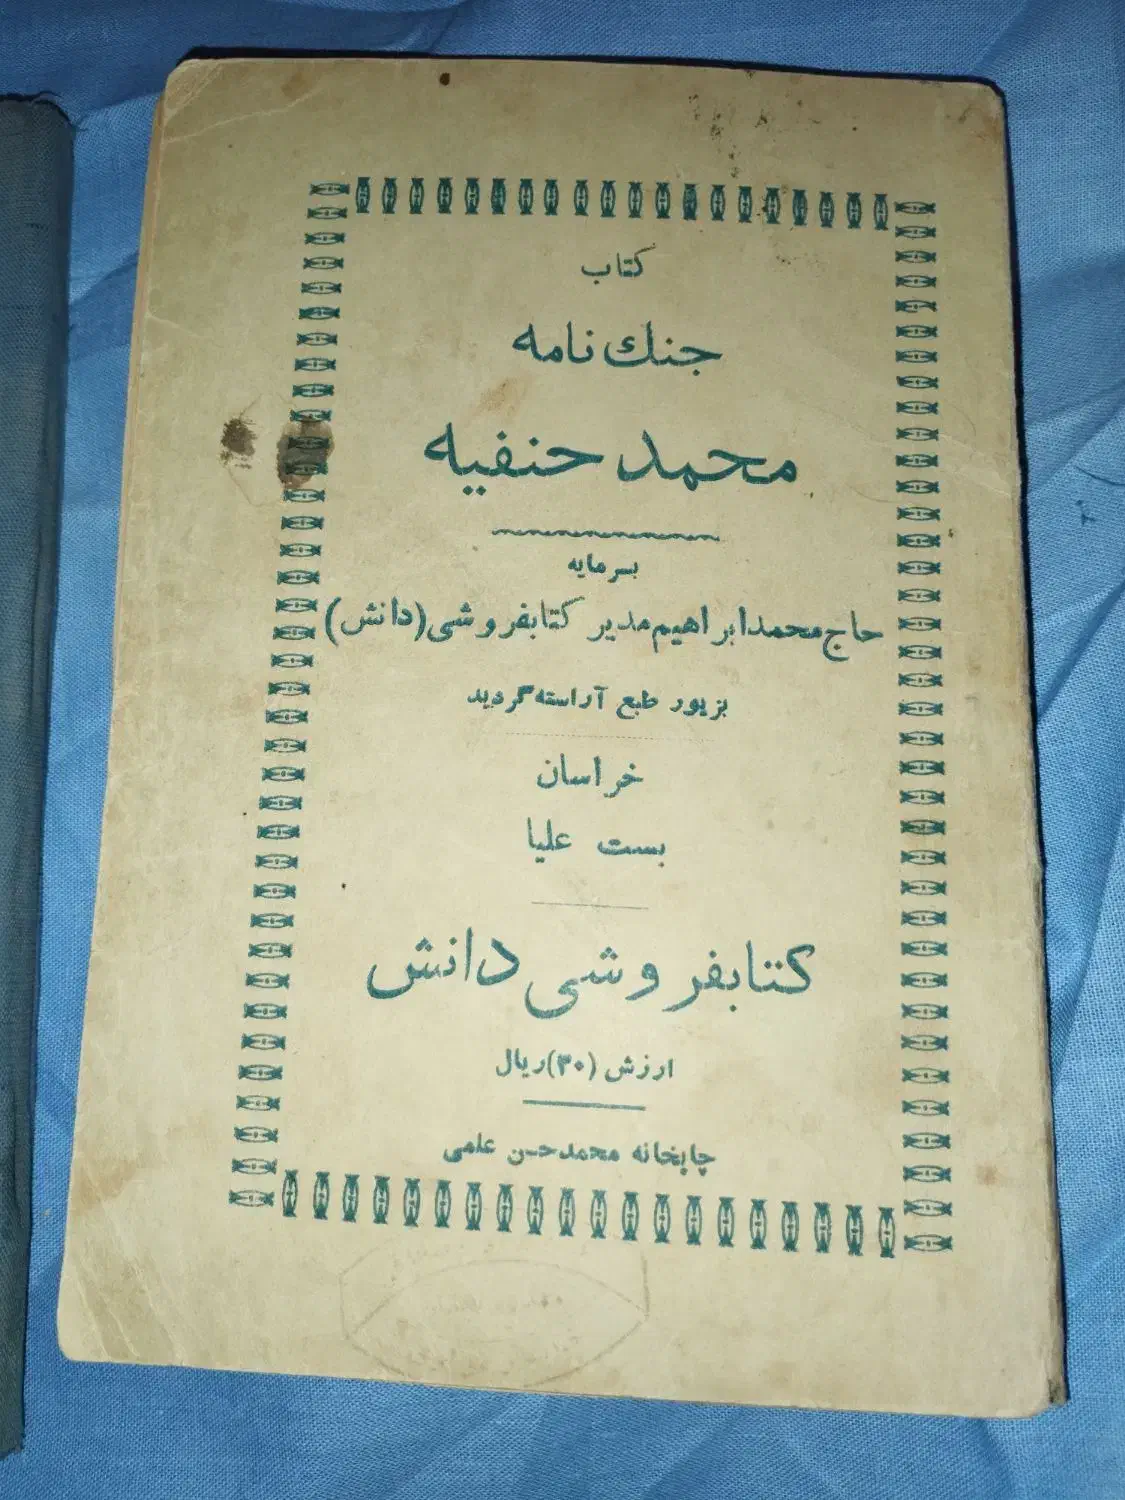 کتاب
جنك نامه
محمد حنفیه
بسرمایه
حاج محمد ابراهیم مدیر کتابفروشی (دانش)
بزیور طبع آراسته گردید
خراسان
بست علیا
کتابفروشی دانش
ارزش (۳۰) ریال
چاپخانه محمدحسن علمی